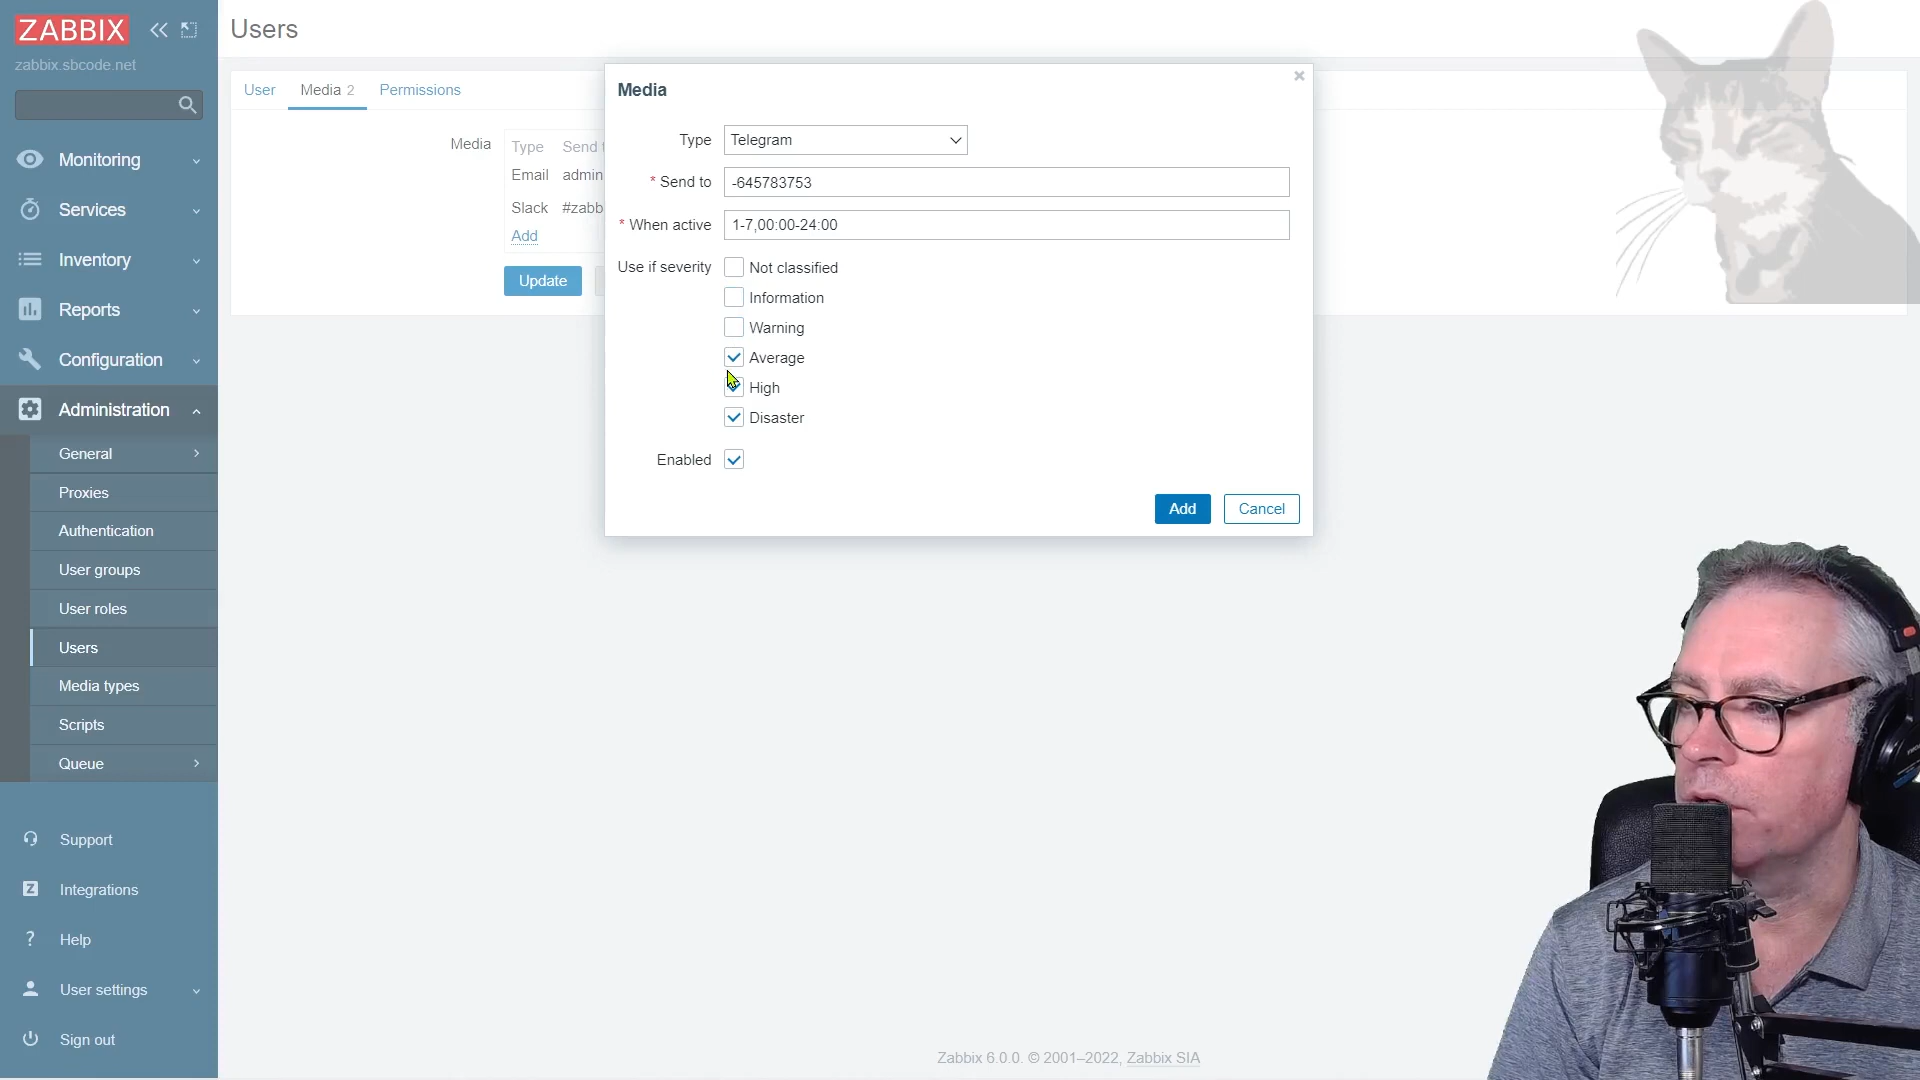 ZABBIX
zabbix.sbcode.net
Monitoring
Services
Inventory
Reports
Configuration
Administration
General
Proxies
Authentication
User groups
User roles
Users
Media types
Scripts
Queue
Support
Integrations
Help
User settings
Sign out
Users
User Media 2 Permissions
Media Type Send t
Email admin
Slack #zabb
Add
Update
Media
Type Telegram
* Send to -645783753
* When active 1-7,00:00-24:00
Use if severity Not classified
Information
Warning
Average
High
Disaster
Enabled
Add Cancel
Zabbix 6.0.0. © 2001–2022, Zabbix SIA